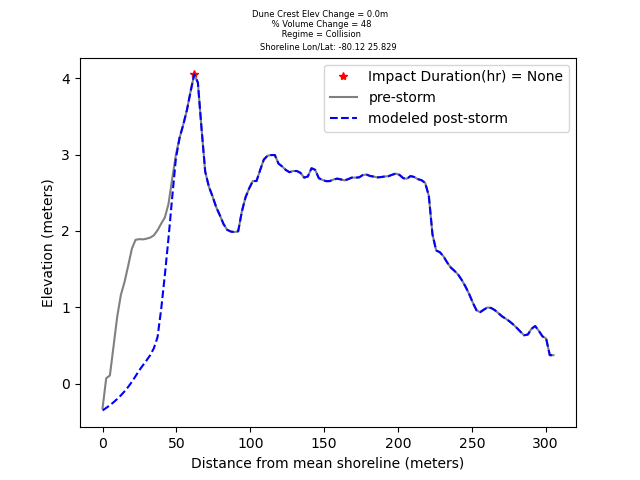 Dune Crest Elev Change = 0.0m
% Volume Change = 48
Regime = Collision
Shoreline Lon/Lat: -80.12 25.829
Impact Duration(hr) = None
pre-storm
modeled post-storm
Elevation (meters)
4
3
2
1
0
0 50 100 150 200 250 300
Distance from mean shoreline (meters)